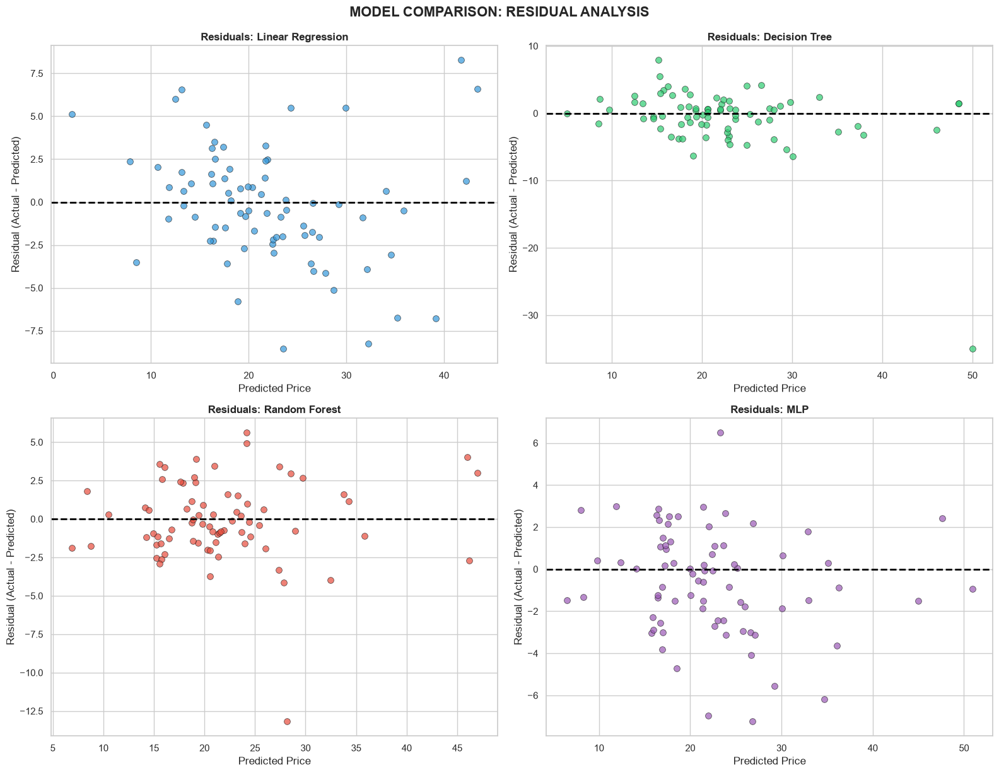 MODEL COMPARISON: RESIDUAL ANALYSIS
Residuals: Linear Regression
7.5
5.0
2.5
0.0
−2.5
−5.0
−7.5
Residual (Actual - Predicted)
0 10 20 30 40
Predicted Price
Residuals: Decision Tree
10
0
−10
−20
−30
Residual (Actual - Predicted)
10 20 30 40 50
Predicted Price
Residuals: Random Forest
5.0
2.5
0.0
−2.5
−5.0
−7.5
−10.0
−12.5
Residual (Actual - Predicted)
5 10 15 20 25 30 35 40 45
Predicted Price
Residuals: MLP
6
4
2
0
−2
−4
−6
Residual (Actual - Predicted)
10 20 30 40 50
Predicted Price